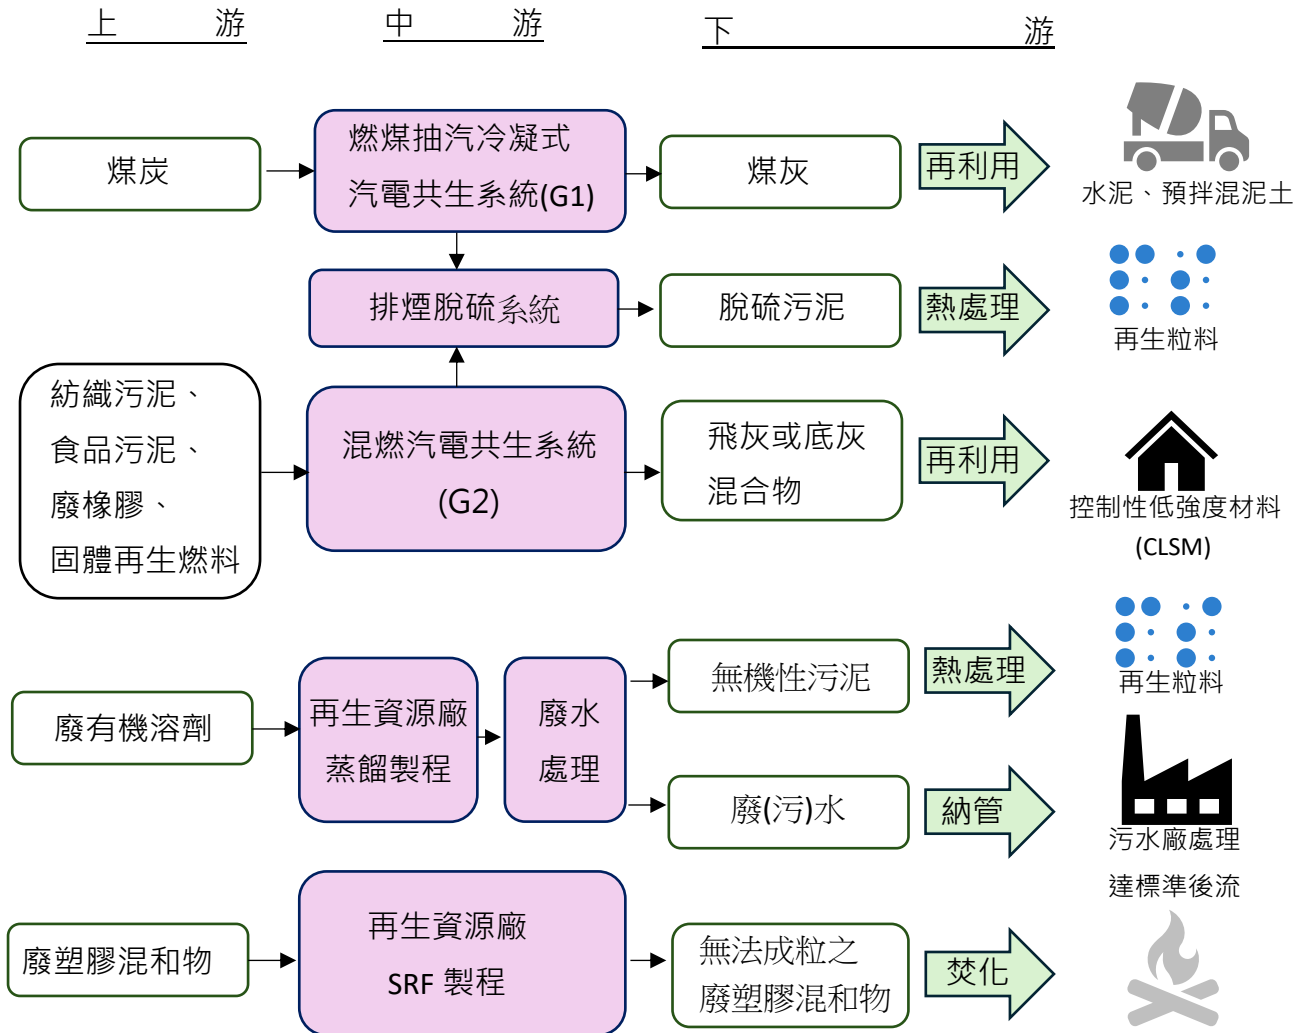 上游
中游
下游
煤炭
燃煤抽汽冷凝式
汽電共生系統(G1)
煤灰
再利用
水泥、預拌混泥土
排煙脫硫系統
脫硫污泥
熱處理
再生粒料
紡織污泥、
食品污泥、
廢橡膠、
固體再生燃料
混燃汽電共生系統
(G2)
飛灰或底灰
混合物
再利用
控制性低強度材料
(CLSM)
廢有機溶劑
再生資源廠
蒸餾製程
廢水
處理
無機性污泥
熱處理
再生粒料
廢(污)水
納管
污水廠處理
達標準後流
廢塑膠混和物
再生資源廠
SRF 製程
無法成粒之
廢塑膠混和物
焚化